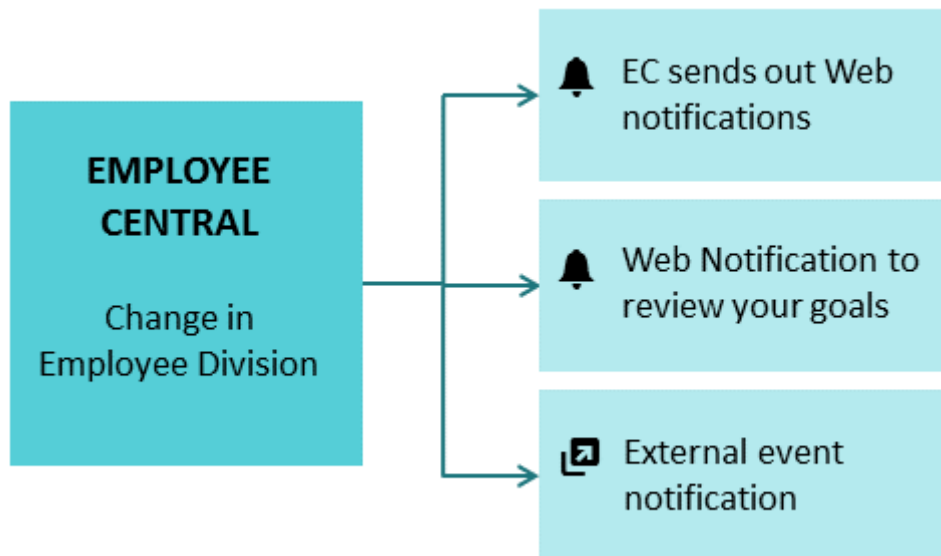 EMPLOYEE
CENTRAL
Change in
Employee Division
EC sends out Web
notifications
Web Notification to
review your goals
External event
notification